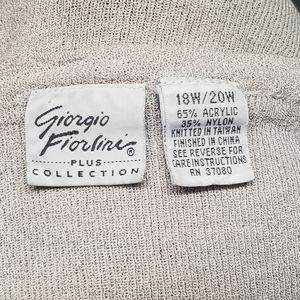 Giorgio
Fiorlini®
PLUS
COLLECTION
18W/20W
65% ACRYLIC
35% NYLON
KNITTED IN TAIWAN
FINISHED IN CHINA
SEE REVERSE FOR
CARE INSTRUCTIONS
RN 37080